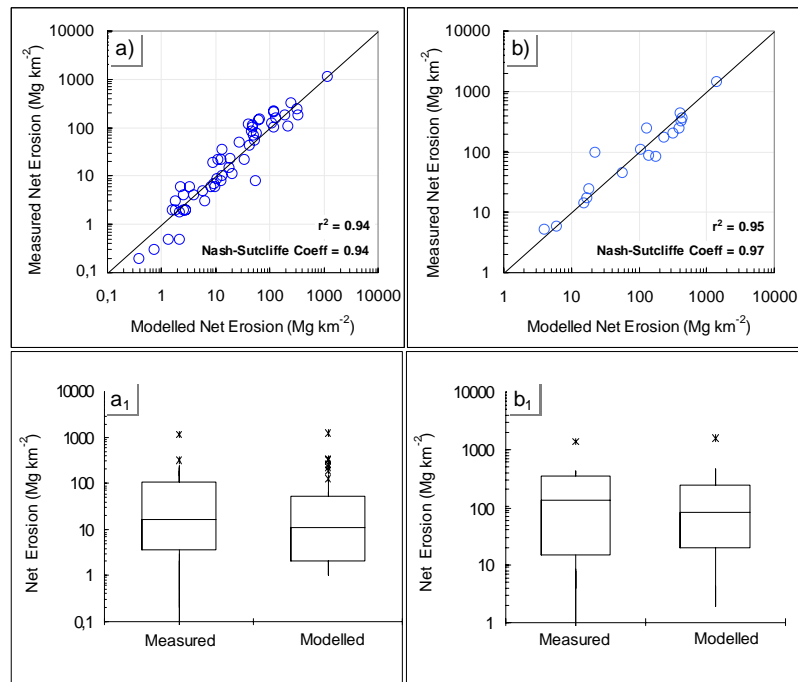 a)
Measured Net Erosion (Mg km-2)
10000
1000
100
10
1
0,1
r2 = 0.94
Nash-Sutcliffe Coeff = 0.94
0,1 1 10 100 1000 10000
Modelled Net Erosion (Mg km-2)
b)
Measured Net Erosion (Mg km-2)
10000
1000
100
10
1
r2 = 0.95
Nash-Sutcliffe Coeff = 0.97
1 10 100 1000 10000
Modelled Net Erosion (Mg km-2)
a1
Net Erosion (Mg km-2)
10000
1000
100
10
1
0,1
Measured Modelled
b1
Net Erosion (Mg km-2)
10000
1000
100
10
1
Measured Modelled